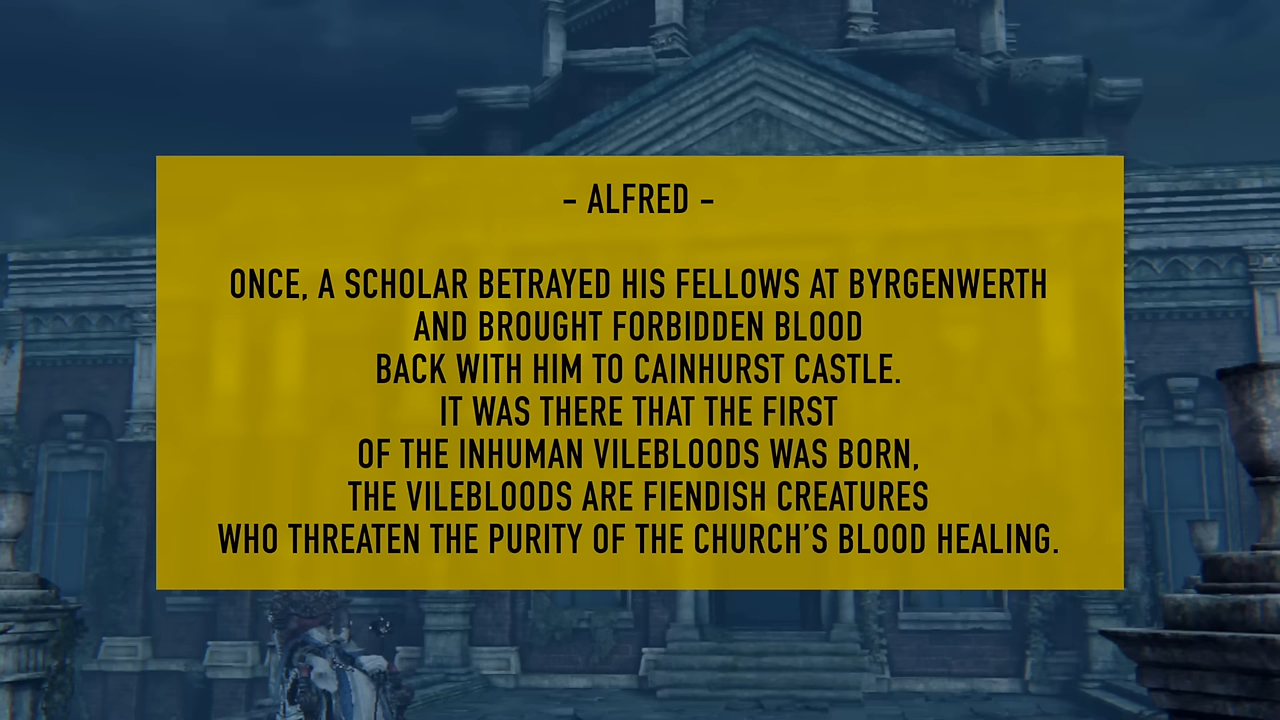 - ALFRED -
ONCE, A SCHOLAR BETRAYED HIS FELLOWS AT BYRGENWERTH
AND BROUGHT FORBIDDEN BLOOD
BACK WITH HIM TO CAINHURST CASTLE.
IT WAS THERE THAT THE FIRST
OF THE INHUMAN VILEBLOODS WAS BORN,
THE VILEBLOODS ARE FIENDISH CREATURES
WHO THREATEN THE PURITY OF THE CHURCH’S BLOOD HEALING.